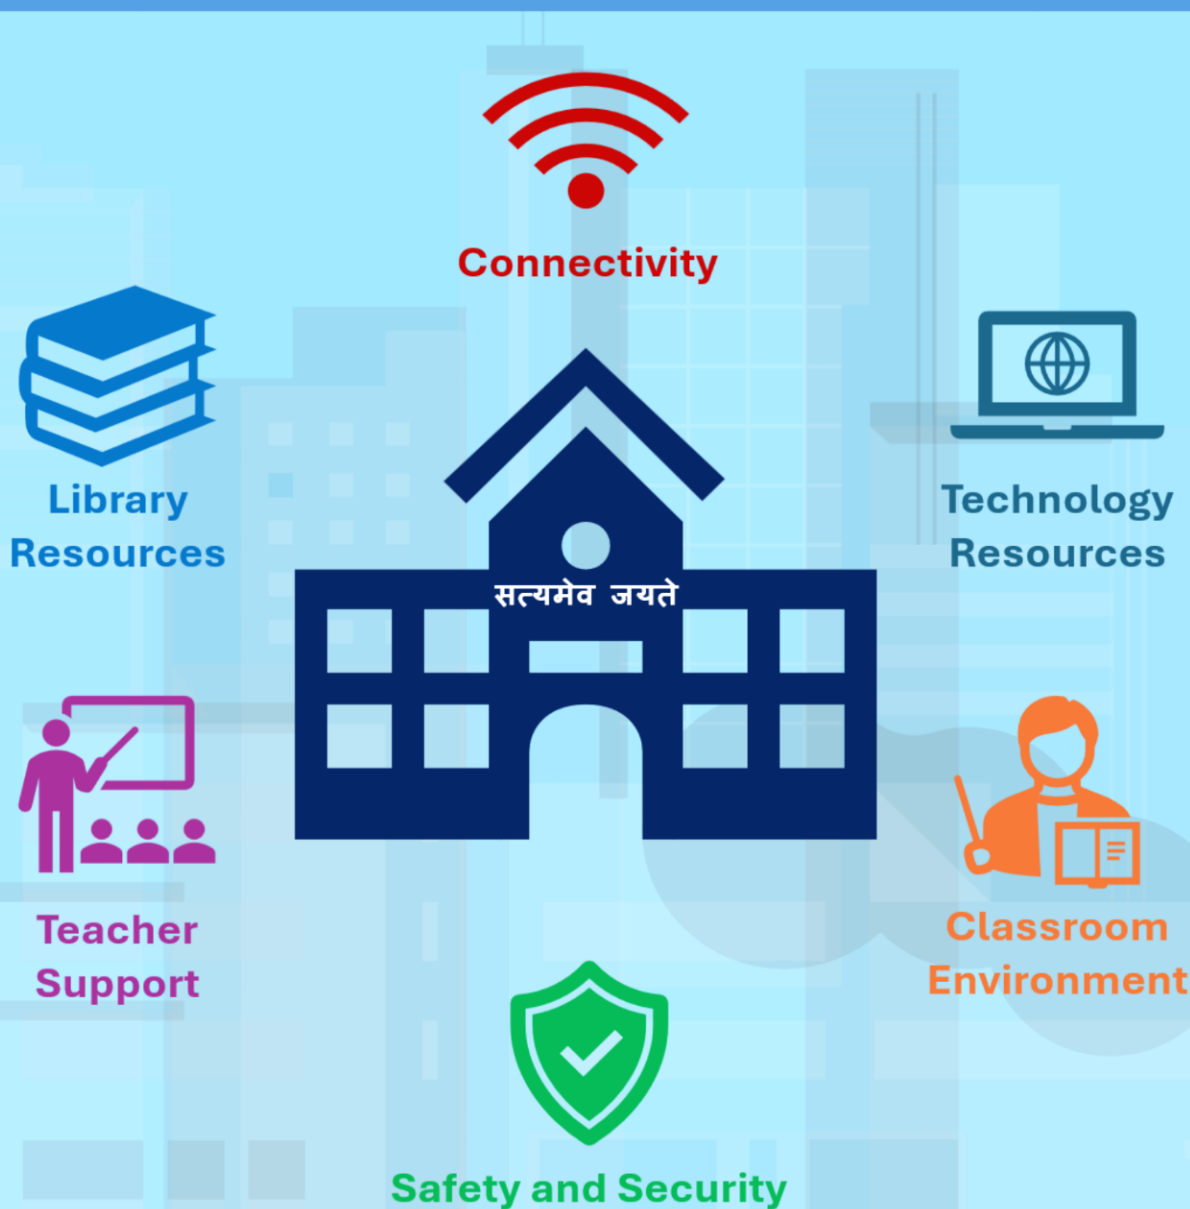 Connectivity
Library
Resources
Technology
Resources
सत्यमेव जयते
Teacher
Support
Classroom
Environment
Safety and Security